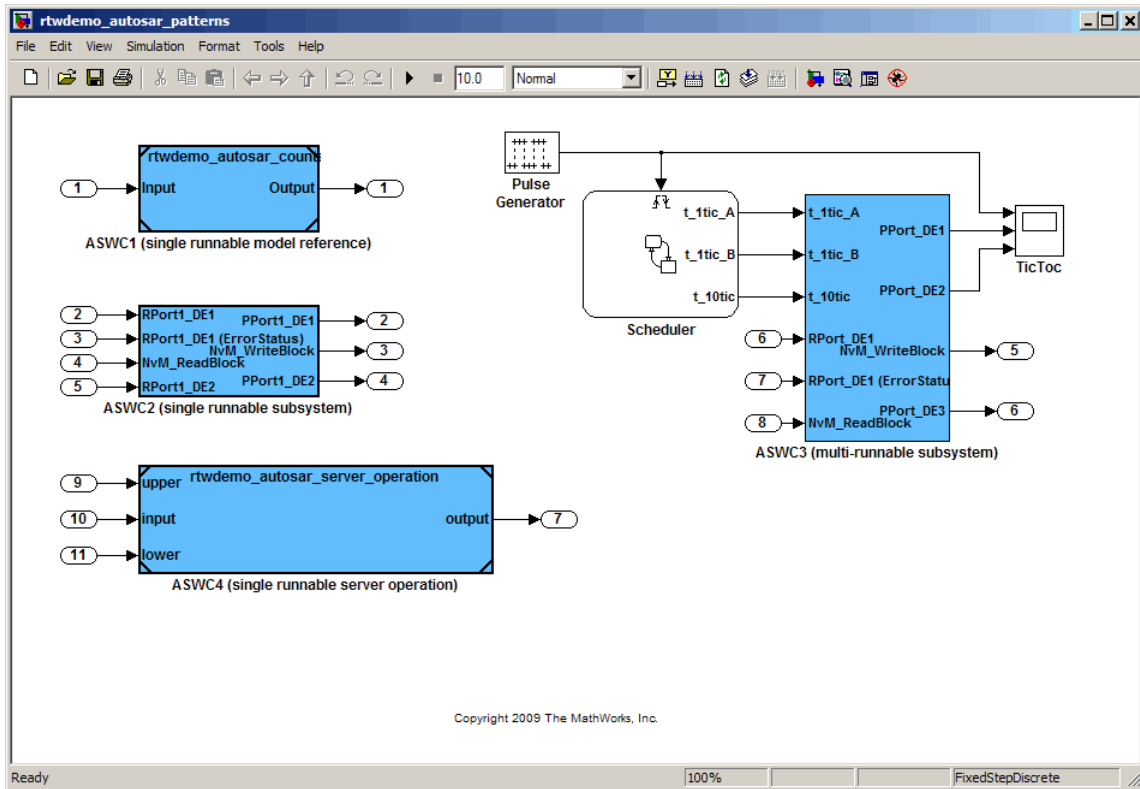 rtwdemo_autosar_patterns
File Edit View Simulation Format Tools Help
10.0 Normal
rtwdemo_autosar_count
1 Input Output 1
ASWC1 (single runnable model reference)
Pulse
Generator
t_1tic_A
t_1tic_B
t_10tic
Scheduler
t_1tic_A
PPort_DE1
t_1tic_B
PPort_DE2
t_10tic
6 RPort_DE1
NvM_WriteBlock 5
7 RPort_DE1 (ErrorStatu
PPort_DE3 6
8 NvM_ReadBlock
ASWC3 (multi-runnable subsystem)
TicToc
2 RPort1_DE1
PPort1_DE1 2
3 RPort1_DE1 (ErrorStatus)
NvM_WriteBlock 3
4 NvM_ReadBlock
PPort1_DE2 4
5 RPort1_DE2
ASWC2 (single runnable subsystem)
rtwdemo_autosar_server_operation
9 upper
10 input output 7
11 lower
ASWC4 (single runnable server operation)
Copyright 2009 The MathWorks, Inc.
Ready 100% FixedStepDiscrete